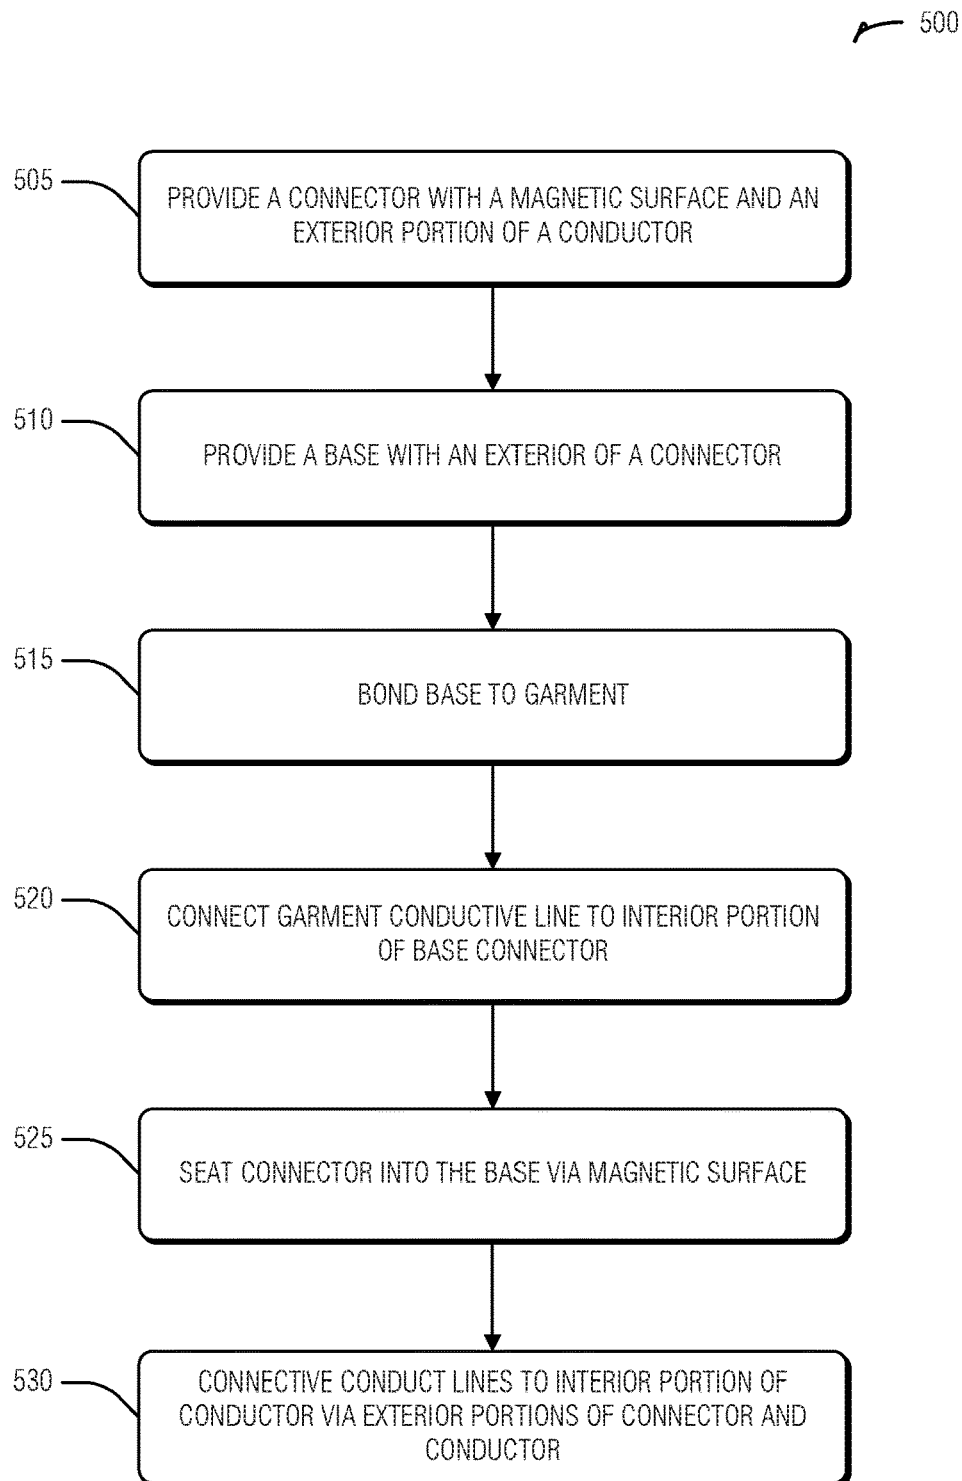 500
505
PROVIDE A CONNECTOR WITH A MAGNETIC SURFACE AND AN
EXTERIOR PORTION OF A CONDUCTOR
510
PROVIDE A BASE WITH AN EXTERIOR OF A CONNECTOR
515
BOND BASE TO GARMENT
520
CONNECT GARMENT CONDUCTIVE LINE TO INTERIOR PORTION
OF BASE CONNECTOR
525
SEAT CONNECTOR INTO THE BASE VIA MAGNETIC SURFACE
530
CONNECTIVE CONDUCT LINES TO INTERIOR PORTION OF
CONDUCTOR VIA EXTERIOR PORTIONS OF CONNECTOR AND
CONDUCTOR